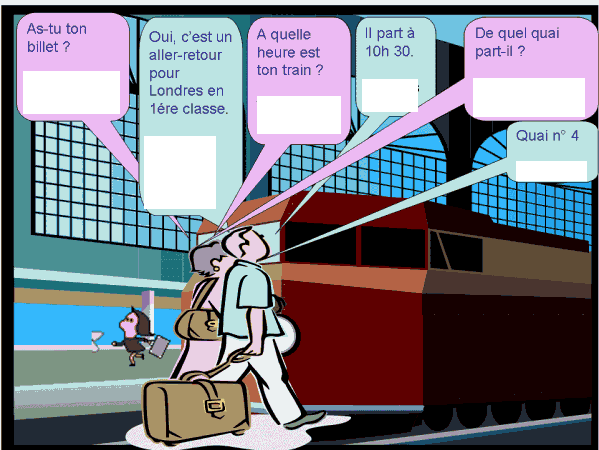 As-tu ton
billet ?
Oui, c'est un
aller-retour
pour
Londres en
1ére classe.
A quelle
heure est
ton train ?
Il part à
10h 30.
De quel quai
part-il ?
Quai n° 4